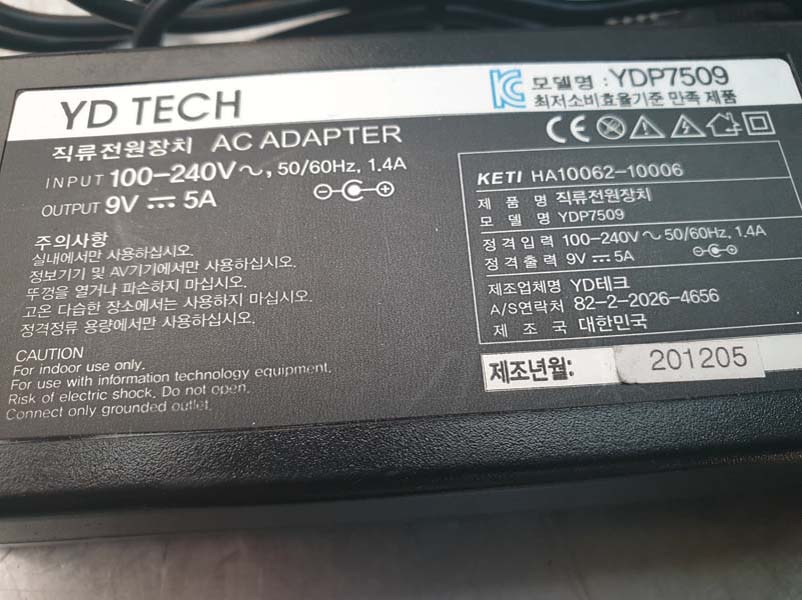 YD TECH
직류전원장치 AC ADAPTER
INPUT 100-240V~, 50/60Hz, 1.4A
OUTPUT 9V 5A
주의사항
실내에서만 사용하십시오.
정보기기 및 AV기기에서만 사용하십시오.
뚜껑을 열거나 파손하지 마십시오.
고온 다습한 장소에서는 사용하지 마십시오.
정격정류 용량에서만 사용하십시오.
CAUTION
For indoor use only.
For use with information technology equipment.
Risk of electric shock. Do not open.
Connect only grounded outlet.
모델명 : YDP7509
최저소비효율기준 만족 제품
CE
KETI HA10062-10006
제 품 명 직류전원장치
모 델 명 YDP7509
정격입력 100-240V~ 50/60Hz, 1.4A
정격출력 9V 5A
제조업체명 YD테크
A/S연락처 82-2-2026-4656
제 조 국 대한민국
제조년월: 201205